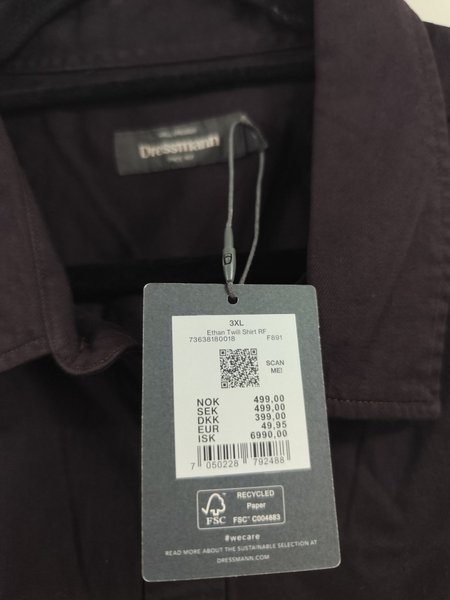 Dressmann
3XL
Ethan Twill Shirt RF
73638180018 F891
SCAN
ME!
NOK 499,00
SEK 499,00
DKK 399,00
EUR 49,95
ISK 6990,00
7 050228 792488
FSC
RECYCLED
Paper
FSC® C004683
#wecare
READ MORE ABOUT THE SUSTAINABLE SELECTION AT
DRESSMANN.COM